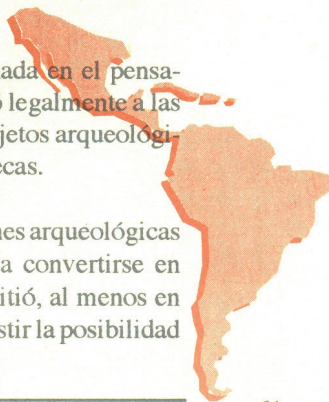 ada en el pensa-
legalmente a las
jetos arqueológi-
ecas.
nes arqueológicas
a convertirse en
itió, al menos en
stir la posibilidad